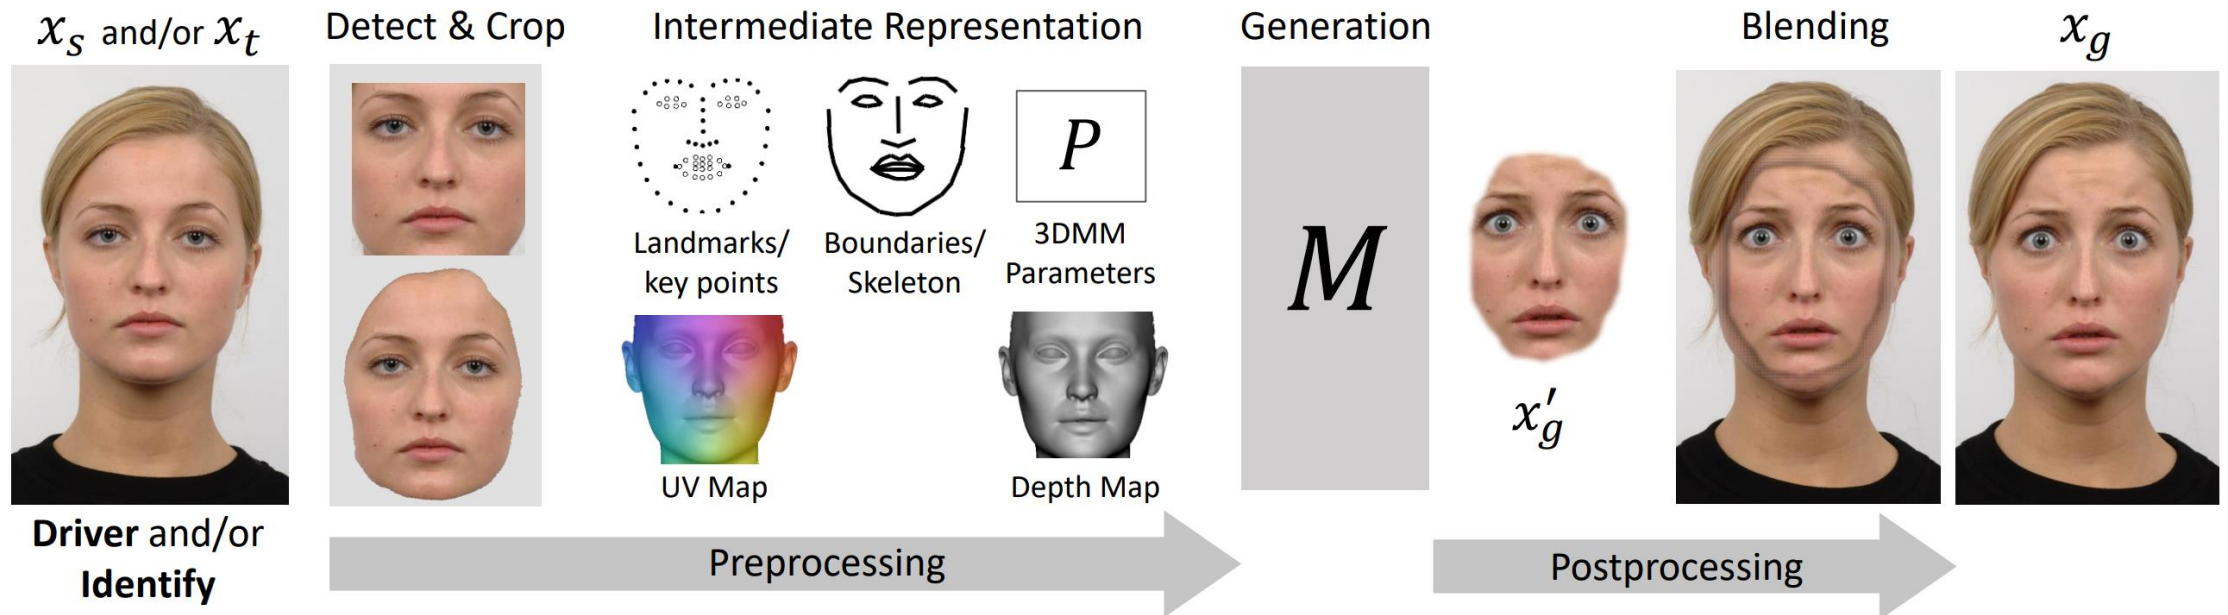 x_s and/or x_t
Detect & Crop
Intermediate Representation
Generation
Blending
x_g
P
Landmarks/
key points
Boundaries/
Skeleton
3DMM
Parameters
M
x'_g
UV Map
Depth Map
Driver and/or
Identify
Preprocessing
Postprocessing